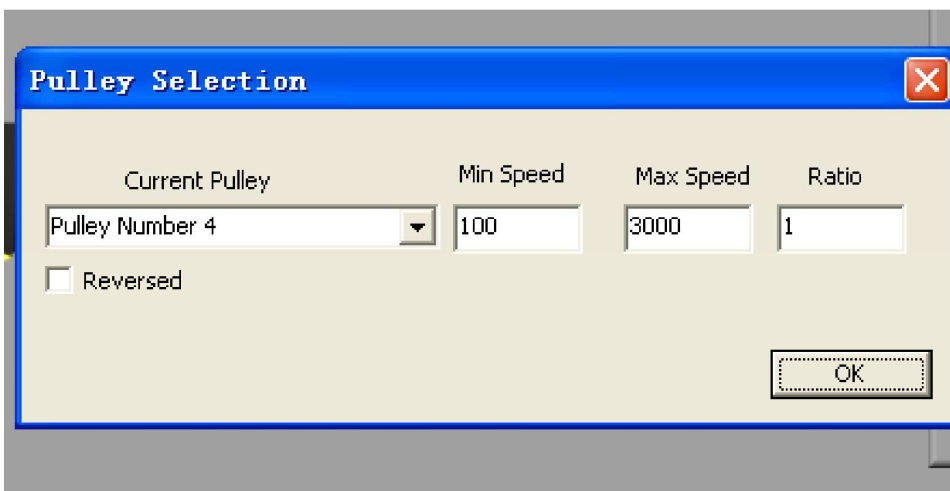 Pulley Selection
Current Pulley Min Speed Max Speed Ratio
Pulley Number 4 100 3000 1
Reversed
OK